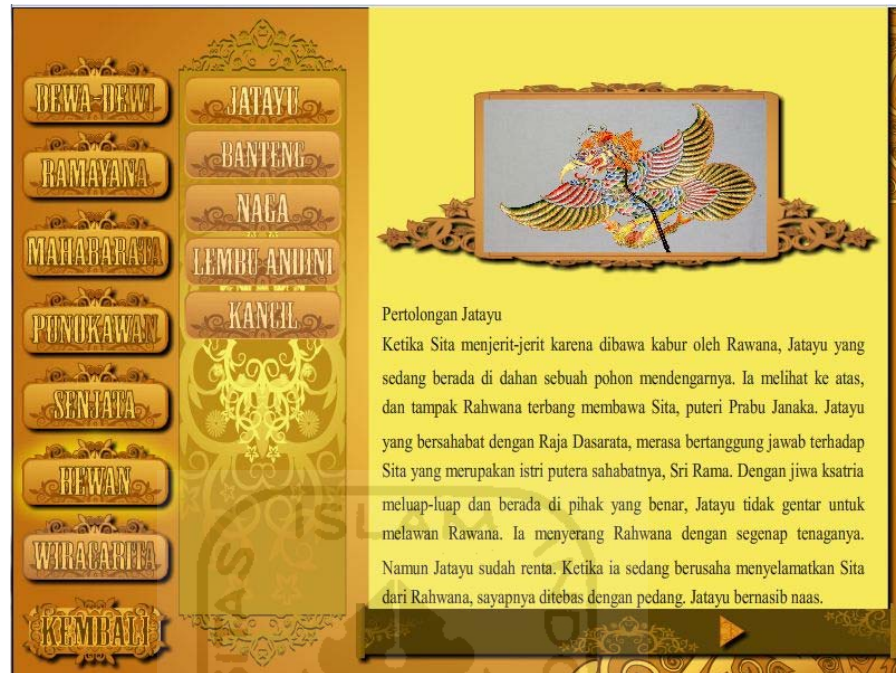 DEWA-DEWI
RAMAYANA
MAHABARATA
PUNOKAWAN
SENJATA
HEWAN
WIRACARITA
KEMBALI
JATAYU
BANTENG
NAGA
LEMBU ANDINI
KANCIL
Pertolongan Jatayu
Ketika Sita menjerit-jerit karena dibawa kabur oleh Rawana, Jatayu yang
sedang berada di dahan sebuah pohon mendengarnya. Ia melihat ke atas,
dan tampak Rahwana terbang membawa Sita, puteri Prabu Janaka. Jatayu
yang bersahabat dengan Raja Dasarata, merasa bertanggung jawab terhadap
Sita yang merupakan istri putera sahabatnya, Sri Rama. Dengan jiwa ksatria
meluap-luap dan berada di pihak yang benar, Jatayu tidak gentar untuk
melawan Rawana. Ia menyerang Rahwana dengan segenap tenaganya.
Namun Jatayu sudah renta. Ketika ia sedang berusaha menyelamatkan Sita
dari Rahwana, sayapnya ditebas dengan pedang. Jatayu bernasib naas.
ISLAM